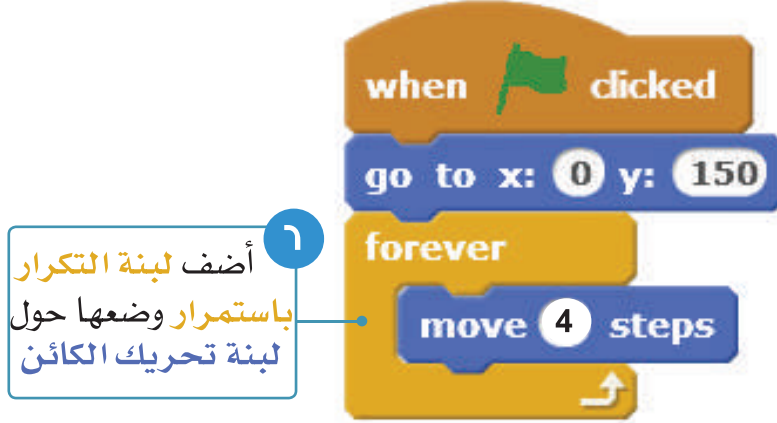 when clicked
go to x: 0 y: 150
forever
move 4 steps
٦
أضف لبنة التكرار
باستمرار وضعها حول
لبنة تحريك الكائن